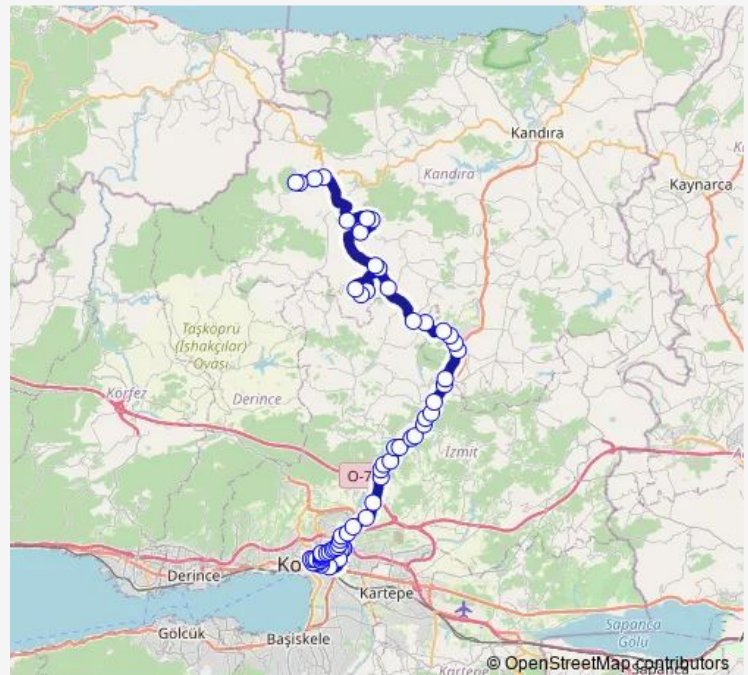 Kandıra
Kandıra
Kaynarca
Taşköprü
(İshakçılar)
Ovası
Körfez
Derince
İzmit
O-7
Ko
Derince
Kartepe
Gölcük
Başiskele
Sapanca
Gölü
Kartepe
Sapanca
© OpenStreetMap contributors